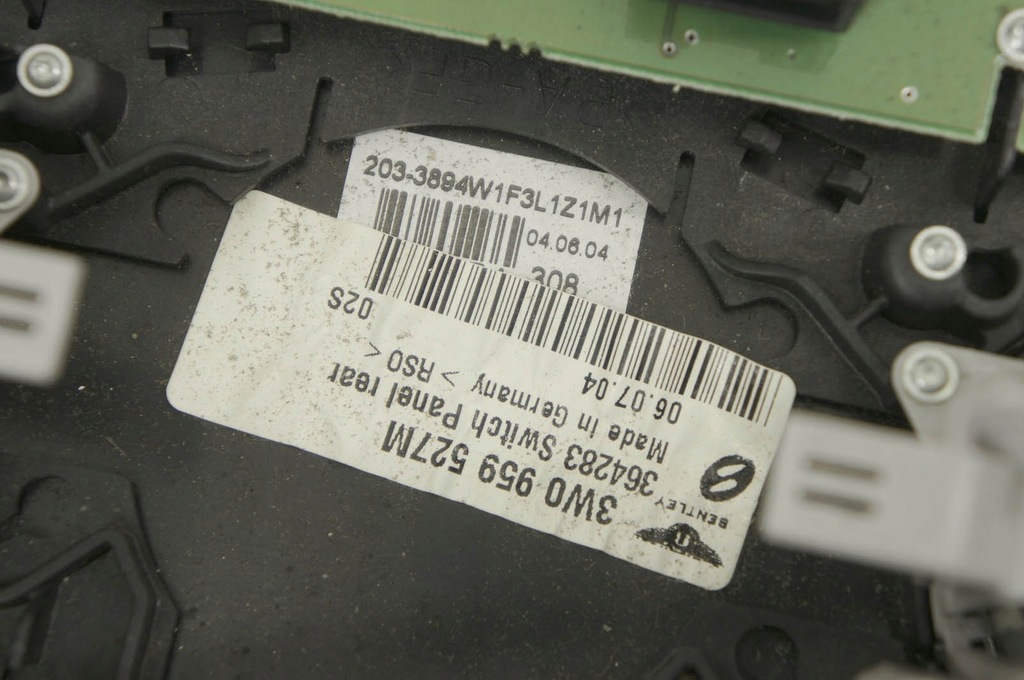 203-3894W1F3L1Z1M1
04.06.04
308
BENTLEY
3W0 959 527M
364283 Switch Panel rear
Made in Germany > RS0 <
06.07.04
02S